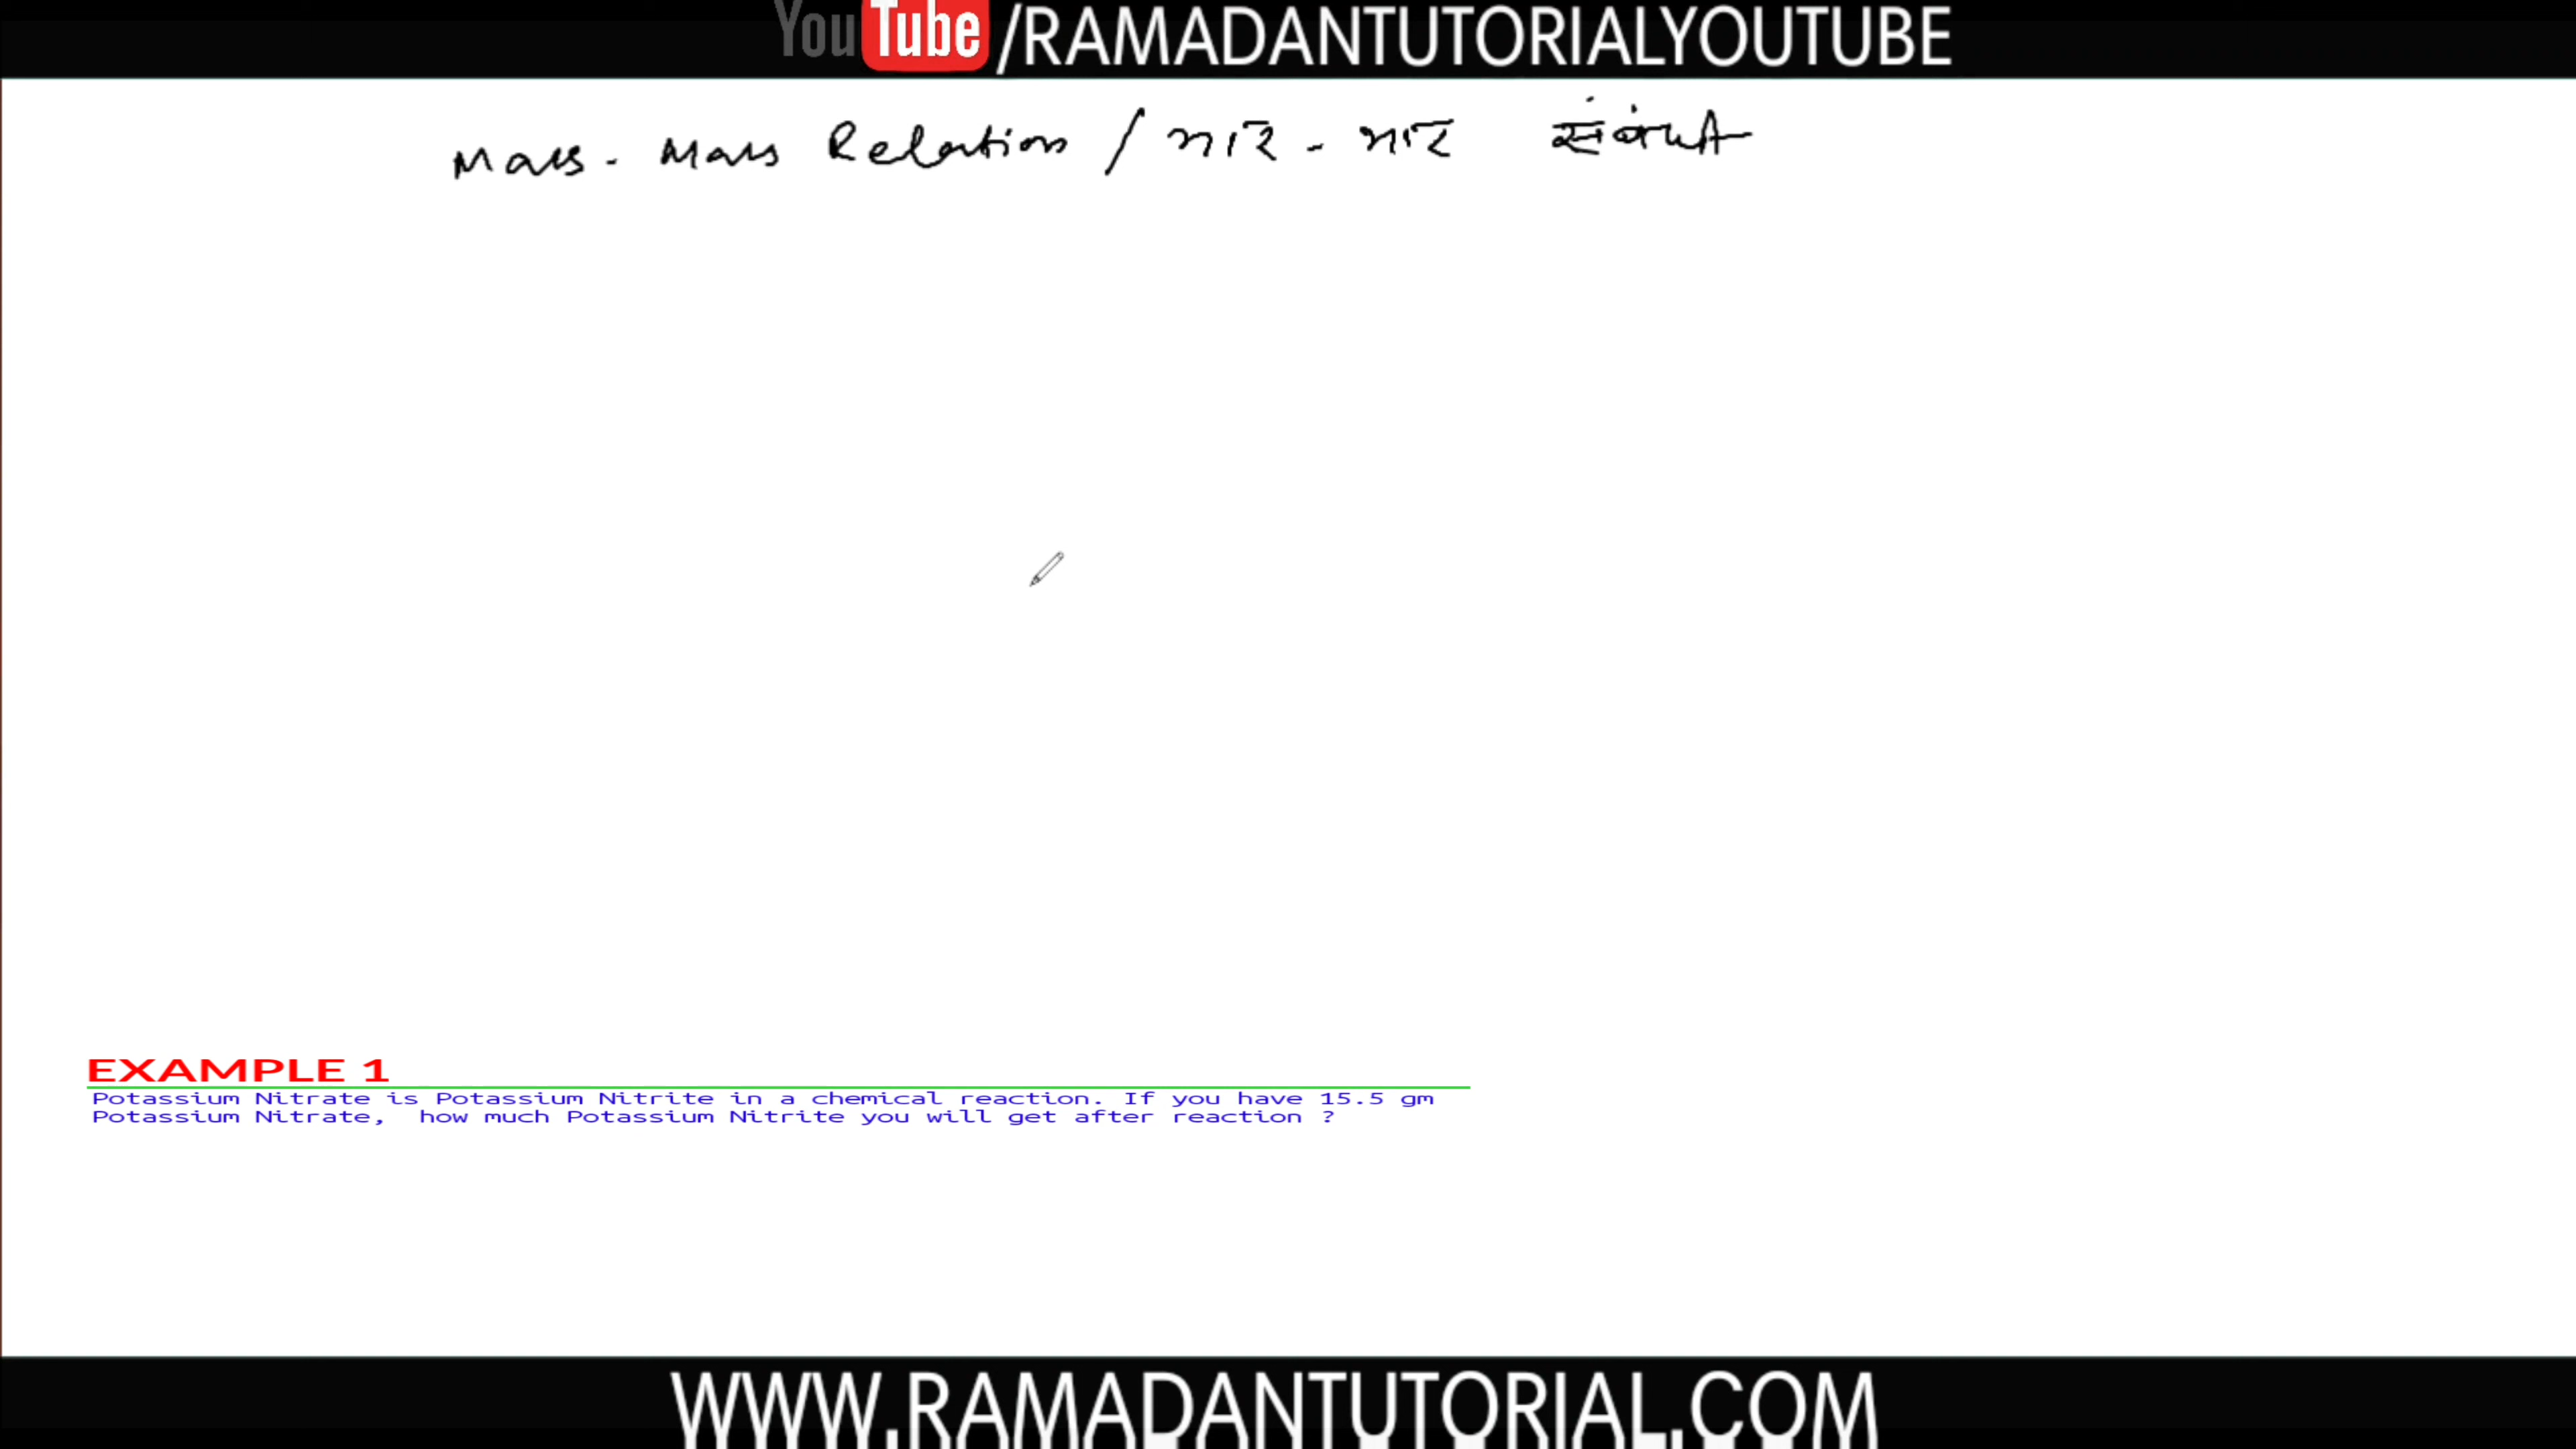 YouTube/RAMADANTUTORIALYOUTUBE
Mass - Mass Relation / भार - भार संबंधी
EXAMPLE 1
Potassium Nitrate is Potassium Nitrite in a chemical reaction. If you have 15.5 gm
Potassium Nitrate, how much Potassium Nitrite you will get after reaction ?
WWW.RAMADANTUTORIAL.COM